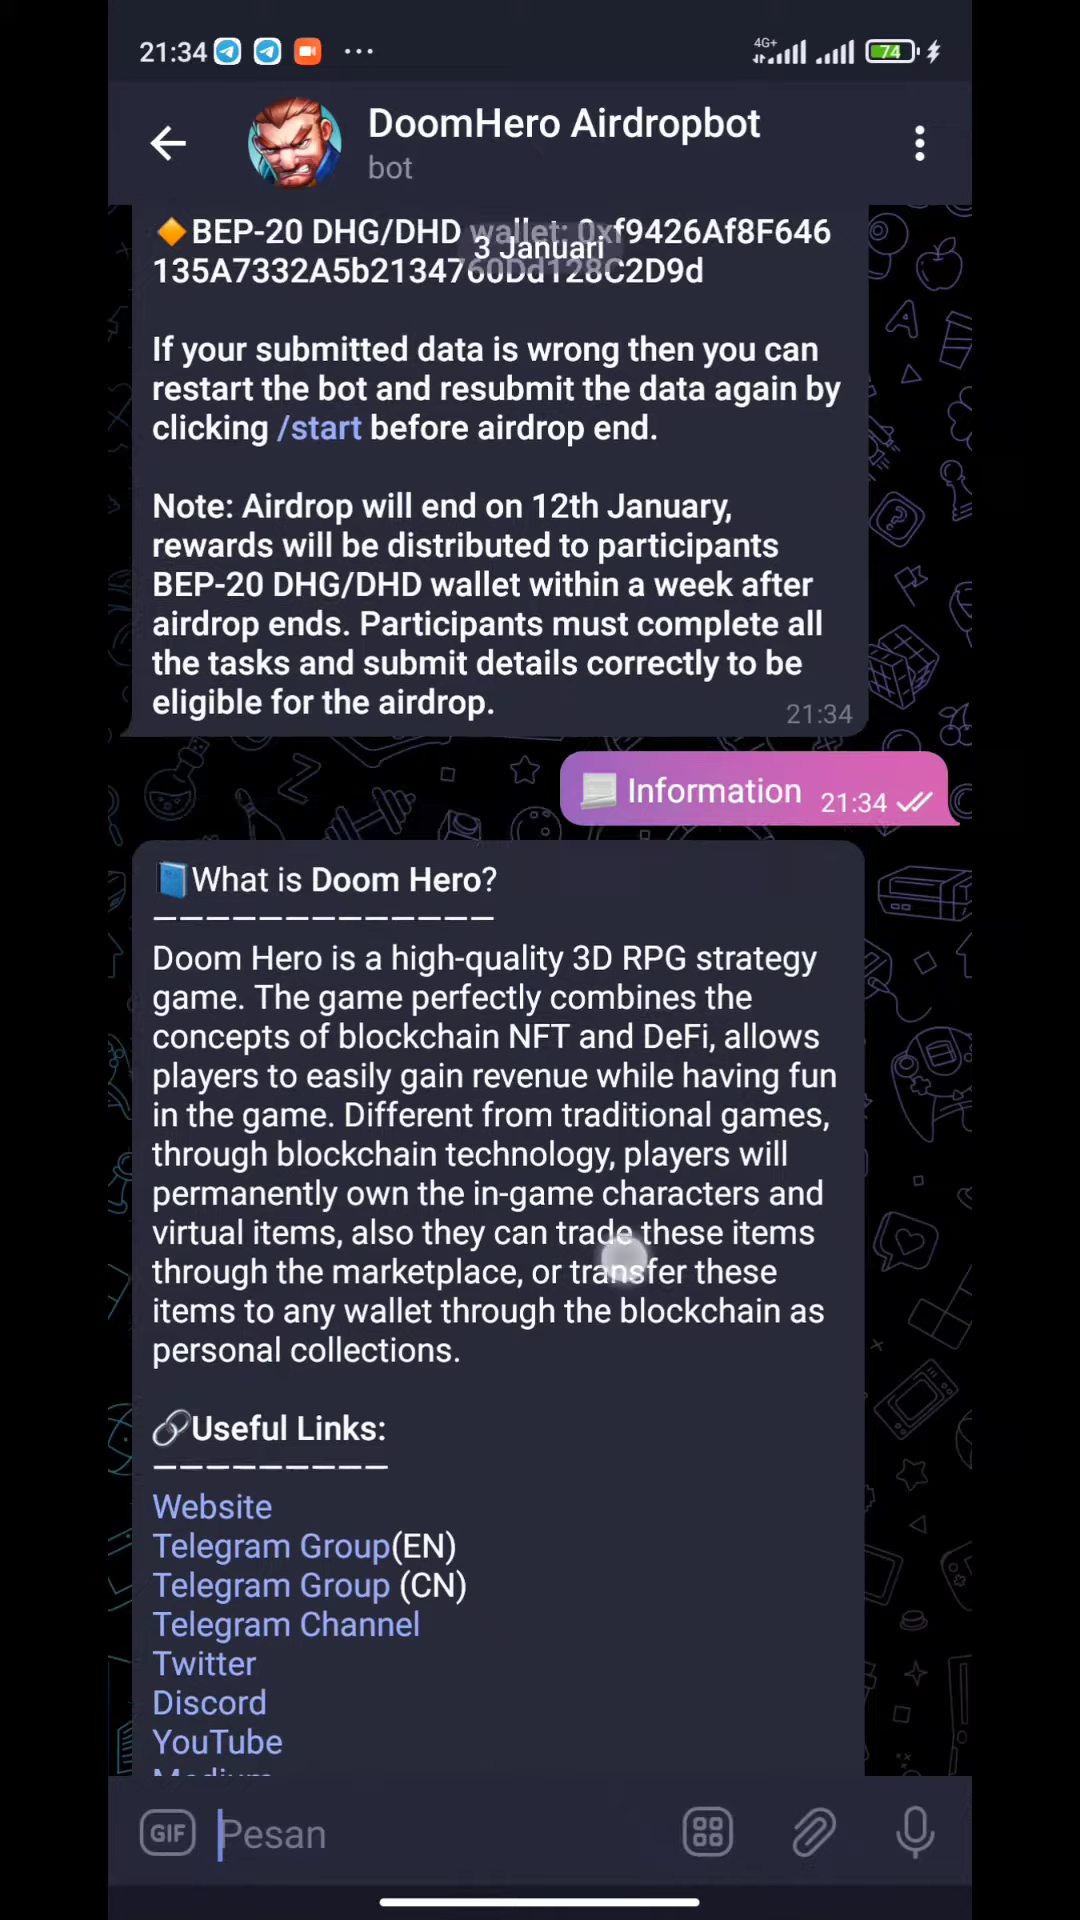 21:34
4G+
74
DoomHero Airdropbot
bot
BEP-20 DHG/DHD wallet: 0xf9426Af8F646
3 Januari
135A7332A5b2134760Dd128C2D9d
If your submitted data is wrong then you can
restart the bot and resubmit the data again by
clicking /start before airdrop end.
Note: Airdrop will end on 12th January,
rewards will be distributed to participants
BEP-20 DHG/DHD wallet within a week after
airdrop ends. Participants must complete all
the tasks and submit details correctly to be
eligible for the airdrop.
21:34
Information 21:34
What is Doom Hero?
—————————————
Doom Hero is a high-quality 3D RPG strategy
game. The game perfectly combines the
concepts of blockchain NFT and DeFi, allows
players to easily gain revenue while having fun
in the game. Different from traditional games,
through blockchain technology, players will
permanently own the in-game characters and
virtual items, also they can trade these items
through the marketplace, or transfer these
items to any wallet through the blockchain as
personal collections.
Useful Links:
—————————
Website
Telegram Group(EN)
Telegram Group (CN)
Telegram Channel
Twitter
Discord
YouTube
Medium
GIF
Pesan